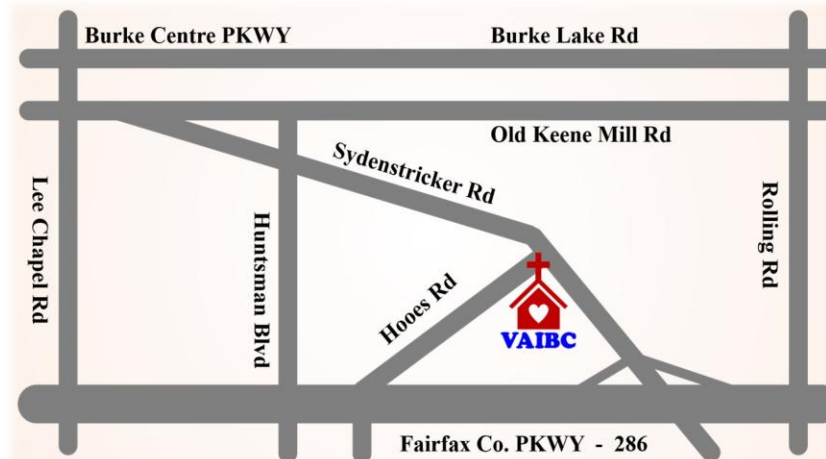 Burke Centre PKWY
Burke Lake Rd
Old Keene Mill Rd
Sydenstricker Rd
Lee Chapel Rd
Huntsman Blvd
Hooes Rd
Rolling Rd
VAIBC
Fairfax Co. PKWY - 286